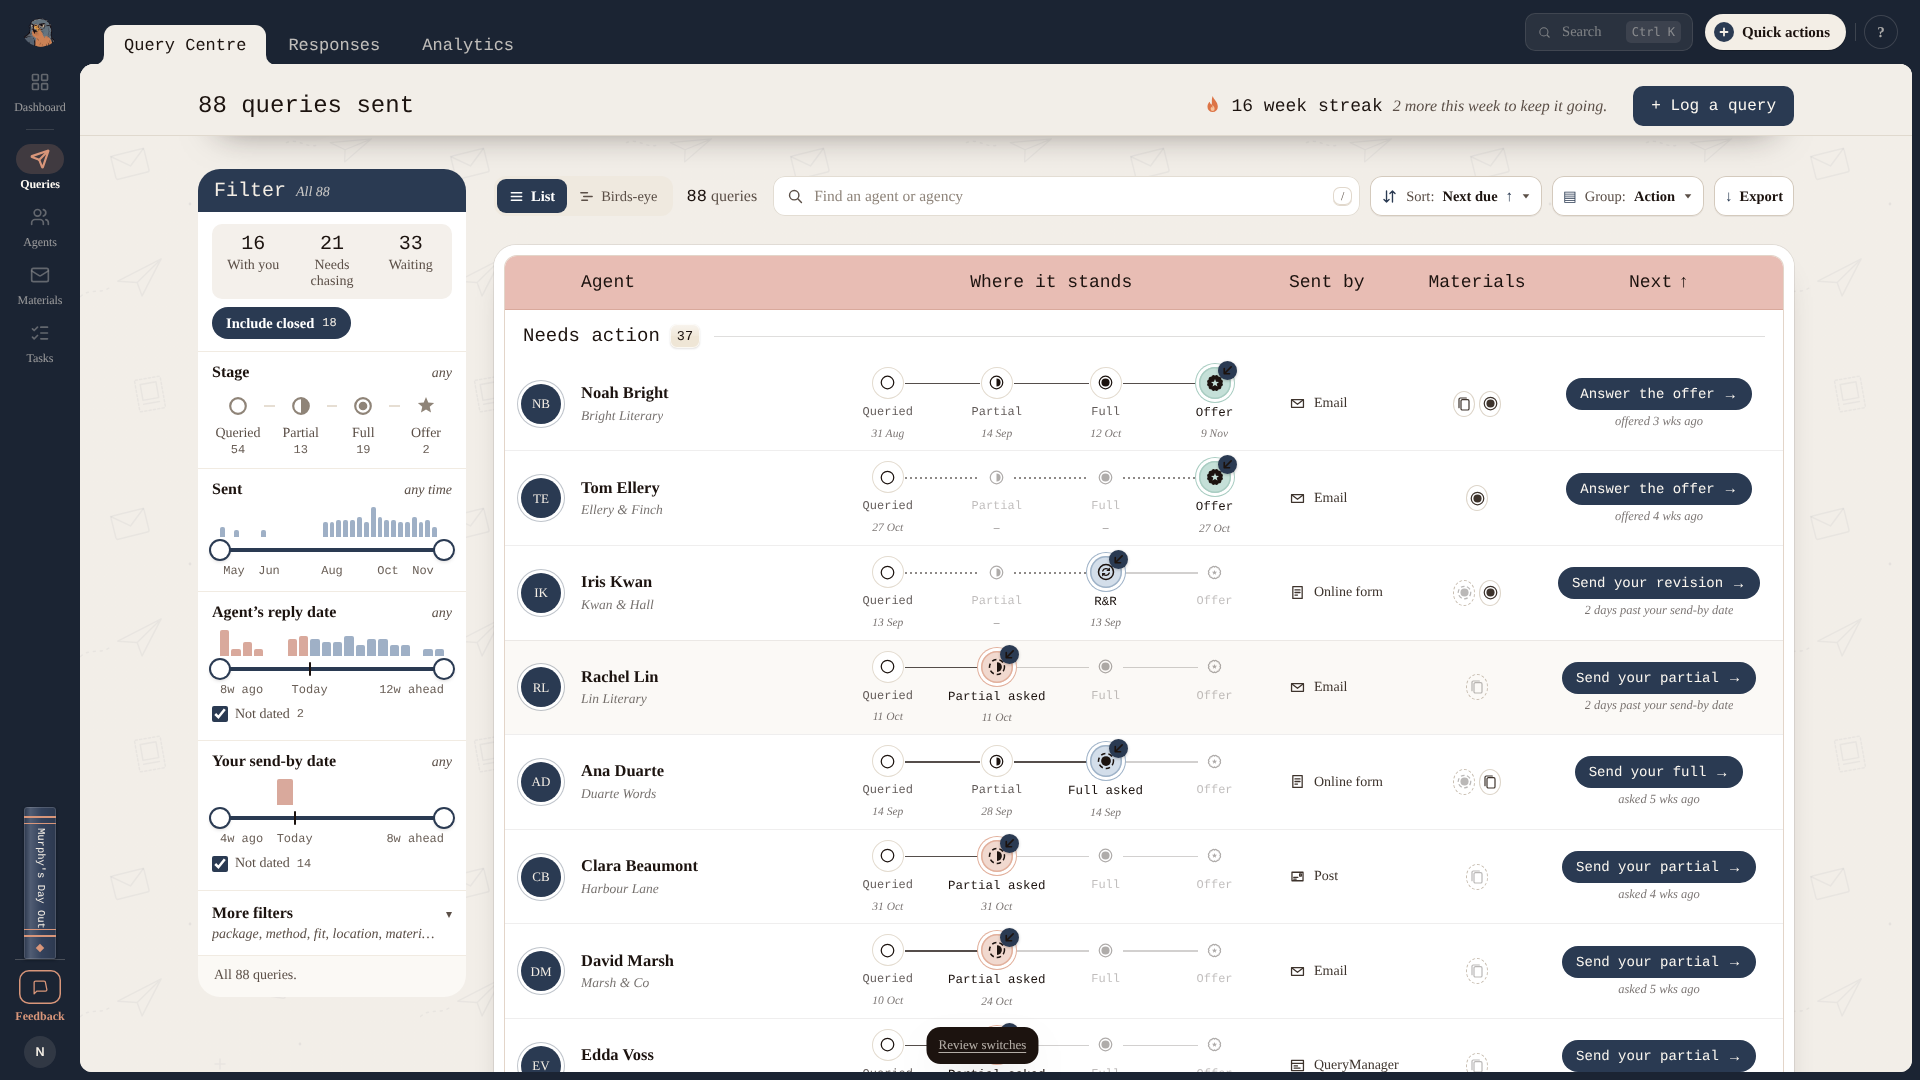 Query Centre
Responses
Analytics
Search
Ctrl K
Quick actions
?
Dashboard
Queries
Agents
Materials
Tasks
Murphy's Day Out
Feedback
N
88 queries sent
16 week streak 2 more this week to keep it going.
+ Log a query
Filter All 88
16 21 33
With you Needs chasing Waiting
Include closed 18
Stage any
Queried Partial Full Offer
54 13 19 2
Sent any time
May Jun Aug Oct Nov
Agent's reply date any
8w ago Today 12w ahead
Not dated 2
Your send-by date any
4w ago Today 8w ahead
Not dated 14
More filters
package, method, fit, location, materi…
All 88 queries.
List
Birds-eye
88 queries
Find an agent or agency
/
Sort: Next due ↑
Group: Action
↓ Export
Agent Where it stands Sent by Materials Next ↑
Needs action 37
NB
Noah Bright
Bright Literary
Queried Partial Full Offer
31 Aug 14 Sep 12 Oct 9 Nov
Email
Answer the offer →
offered 3 wks ago
TE
Tom Ellery
Ellery & Finch
Queried Partial Full Offer
27 Oct – – 27 Oct
Email
Answer the offer →
offered 4 wks ago
IK
Iris Kwan
Kwan & Hall
Queried Partial R&R Offer
13 Sep – 13 Sep
Online form
Send your revision →
2 days past your send-by date
RL
Rachel Lin
Lin Literary
Queried Partial asked Full Offer
11 Oct 11 Oct
Email
Send your partial →
2 days past your send-by date
AD
Ana Duarte
Duarte Words
Queried Partial Full asked Offer
14 Sep 28 Sep 14 Sep
Online form
Send your full →
asked 5 wks ago
CB
Clara Beaumont
Harbour Lane
Queried Partial asked Full Offer
31 Oct 31 Oct
Post
Send your partial →
asked 4 wks ago
DM
David Marsh
Marsh & Co
Queried Partial asked Full Offer
10 Oct 24 Oct
Email
Send your partial →
asked 5 wks ago
EV
Edda Voss
QueryManager
Send your partial →
Review switches